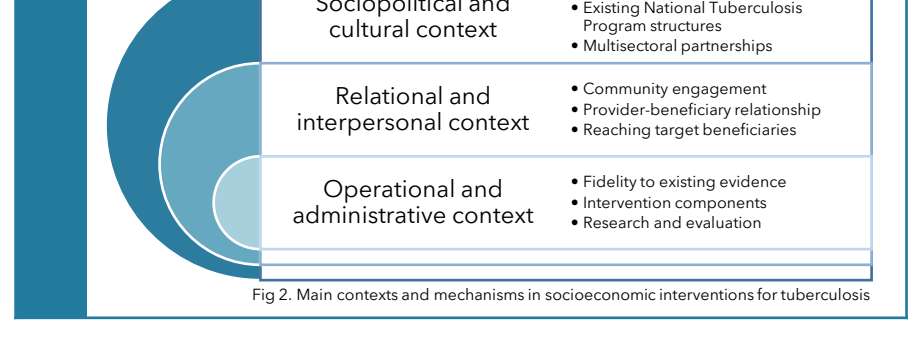 Sociopolitical and
cultural context
• Existing National Tuberculosis
Program structures
• Multisectoral partnerships
Relational and
interpersonal context
• Community engagement
• Provider-beneficiary relationship
• Reaching target beneficiaries
Operational and
administrative context
• Fidelity to existing evidence
• Intervention components
• Research and evaluation
Fig 2. Main contexts and mechanisms in socioeconomic interventions for tuberculosis